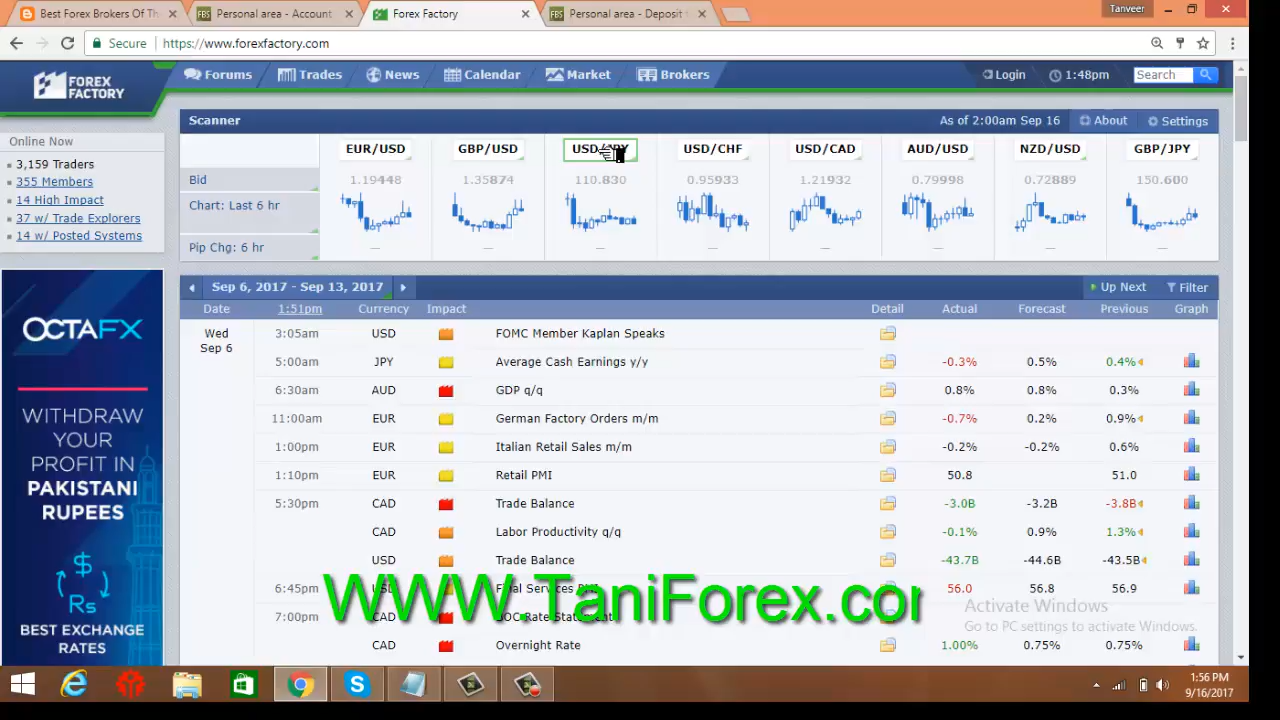 Best Forex Brokers Of Th
Personal area - Account
Forex Factory
Personal area - Deposit
Tanveer
Secure
https://www.forexfactory.com
FOREX FACTORY
Forums
Trades
News
Calendar
Market
Brokers
Login
1:48pm
Search
Online Now
3,159 Traders
355 Members
14 High Impact
37 w/ Trade Explorers
14 w/ Posted Systems
Scanner
As of 2:00am Sep 16
About
Settings
EUR/USD GBP/USD USD/JPY USD/CHF USD/CAD AUD/USD NZD/USD GBP/JPY
Bid 1.19448 1.35874 110.830 0.95933 1.21932 0.79998 0.72889 150.600
Chart: Last 6 hr
Pip Chg: 6 hr — — — — — — — —
Sep 6, 2017 - Sep 13, 2017
Up Next
Filter
Date 1:51pm Currency Impact Detail Actual Forecast Previous Graph
Wed
Sep 6
3:05am USD FOMC Member Kaplan Speaks
5:00am JPY Average Cash Earnings y/y -0.3% 0.5% 0.4%
6:30am AUD GDP q/q 0.8% 0.8% 0.3%
11:00am EUR German Factory Orders m/m -0.7% 0.2% 0.9%
1:00pm EUR Italian Retail Sales m/m -0.2% -0.2% 0.6%
1:10pm EUR Retail PMI 50.8 51.0
5:30pm CAD Trade Balance -3.0B -3.2B -3.8B
CAD Labor Productivity q/q -0.1% 0.9% 1.3%
USD Trade Balance -43.7B -44.6B -43.5B
6:45pm USD Final Services PMI 56.0 56.8 56.9
7:00pm CAD BOC Rate Statement
CAD Overnight Rate 1.00% 0.75% 0.75%
OCTAFX
WITHDRAW
YOUR
PROFIT IN
PAKISTANI
RUPEES
$
Rs
BEST EXCHANGE
RATES
WWW.TaniForex.com
Activate Windows
Go to PC settings to activate Windows.
1:56 PM
9/16/2017